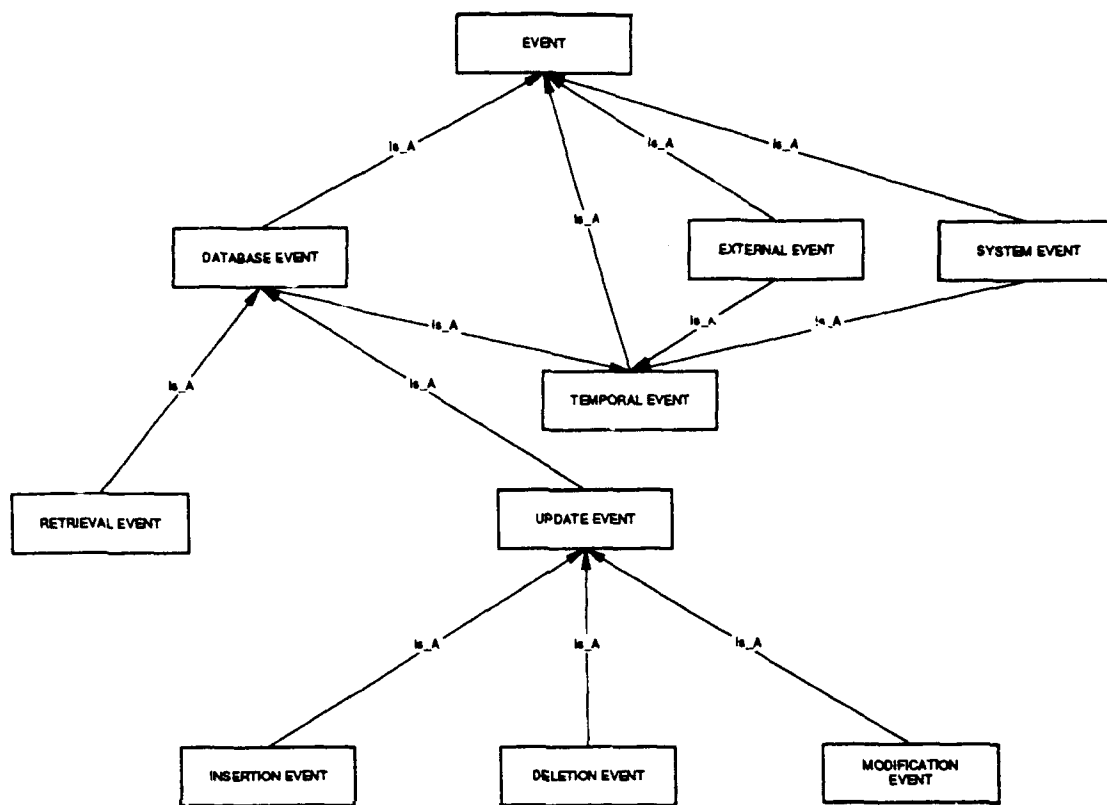 EVENT
Is_A
Is_A
Is_A
Is_A
DATABASE EVENT
EXTERNAL EVENT
SYSTEM EVENT
Is_A
Is_A
Is_A
Is_A
Is_A
TEMPORAL EVENT
RETRIEVAL EVENT
UPDATE EVENT
Is_A
Is_A
Is_A
INSERTION EVENT
DELETION EVENT
MODIFICATION
EVENT